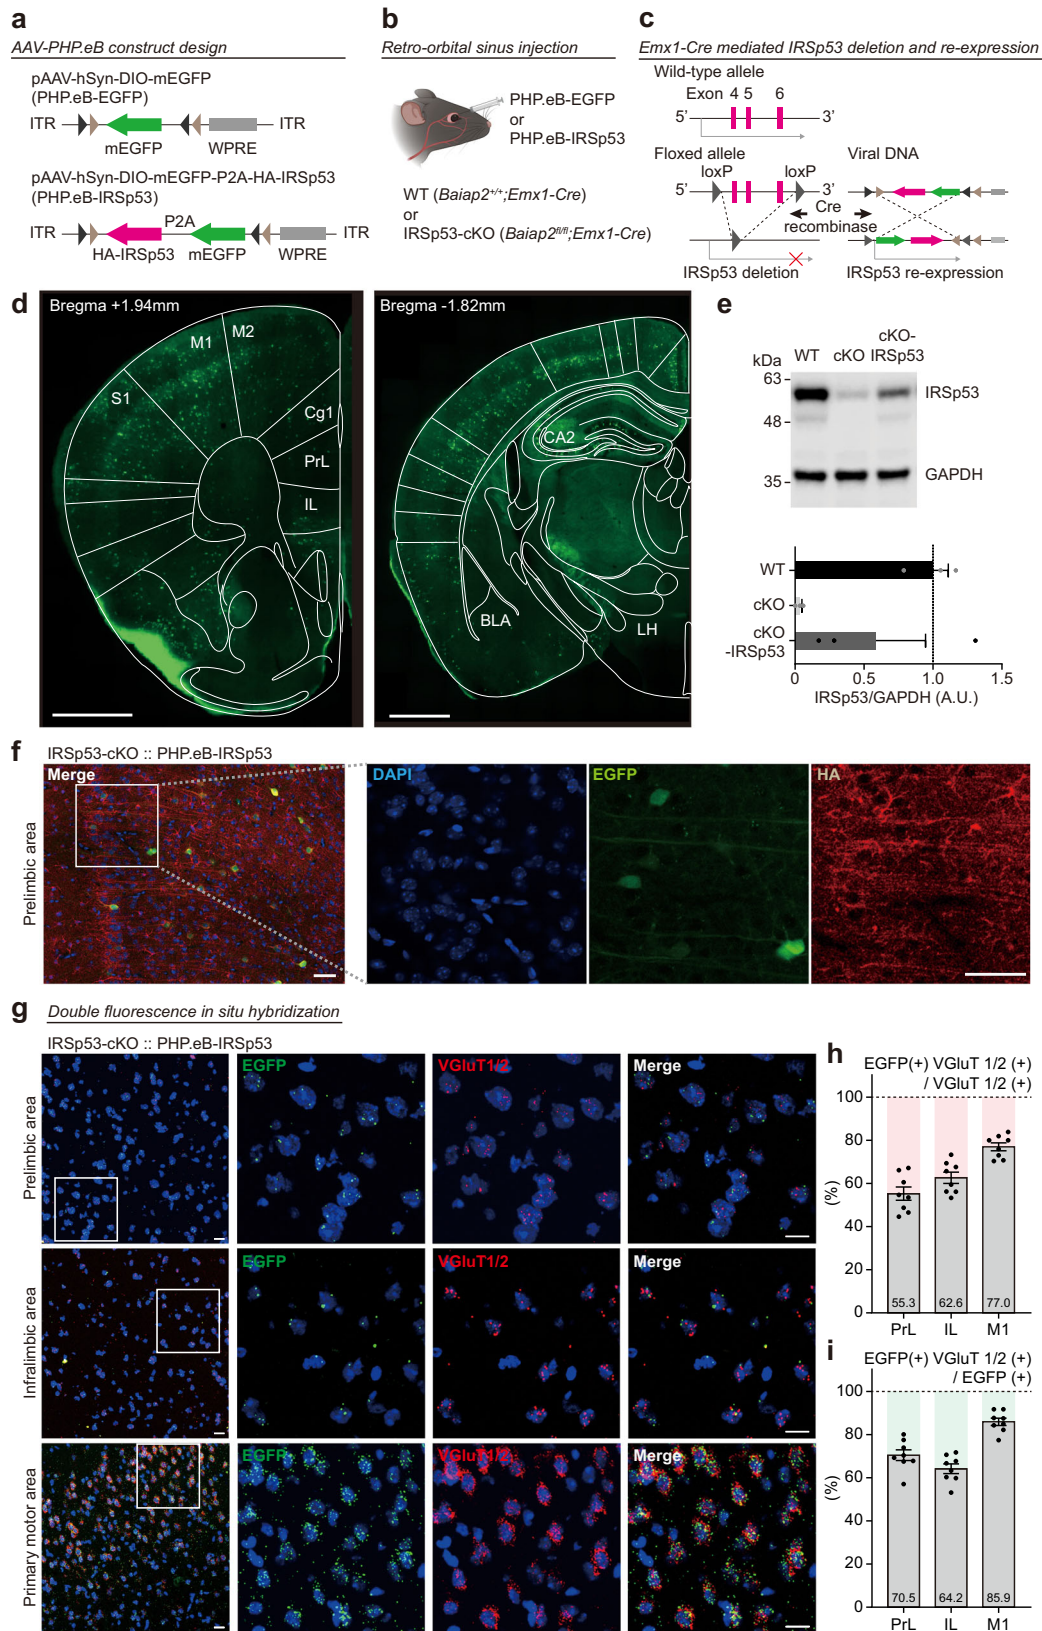 a
AAV-PHP.eB construct design
pAAV-hSyn-DIO-mEGFP
(PHP.eB-EGFP)
ITR
ITR
mEGFP
WPRE
pAAV-hSyn-DIO-mEGFP-P2A-HA-IRSp53
(PHP.eB-IRSp53)
P2A
ITR
ITR
HA-IRSp53
mEGFP
WPRE
b
Retro-orbital sinus injection
PHP.eB-EGFP
or
PHP.eB-IRSp53
WT (Baiap2+/+;Emx1-Cre)
or
IRSp53-cKO (Baiap2fl/fl;Emx1-Cre)
c
Emx1-Cre mediated IRSp53 deletion and re-expression
Wild-type allele
Exon 4 5 6
5’ 3’
Floxed allele
Viral DNA
loxP loxP
5’ 3’
Cre
recombinase
IRSp53 deletion
IRSp53 re-expression
d
Bregma +1.94mm
M1
M2
S1
Cg1
PrL
IL
Bregma -1.82mm
CA2
BLA
LH
e
cKO-
kDa WT cKO IRSp53
63
IRSp53
48
GAPDH
35
WT
cKO
cKO
-IRSp53
0 0.5 1.0 1.5
IRSp53/GAPDH (A.U.)
f
IRSp53-cKO :: PHP.eB-IRSp53
Prelimbic area
Merge
DAPI
EGFP
HA
g
Double fluorescence in situ hybridization
IRSp53-cKO :: PHP.eB-IRSp53
Prelimbic area
EGFP
VGluT1/2
Merge
Infralimbic area
EGFP
VGluT1/2
Merge
Primary motor area
EGFP
VGluT1/2
Merge
h
EGFP(+) VGluT 1/2 (+)
/ VGluT 1/2 (+)
100
80
60
40
20
0
(%)
55.3 62.6 77.0
PrL IL M1
i
EGFP(+) VGluT 1/2 (+)
/ EGFP (+)
100
80
60
40
20
0
(%)
70.5 64.2 85.9
PrL IL M1